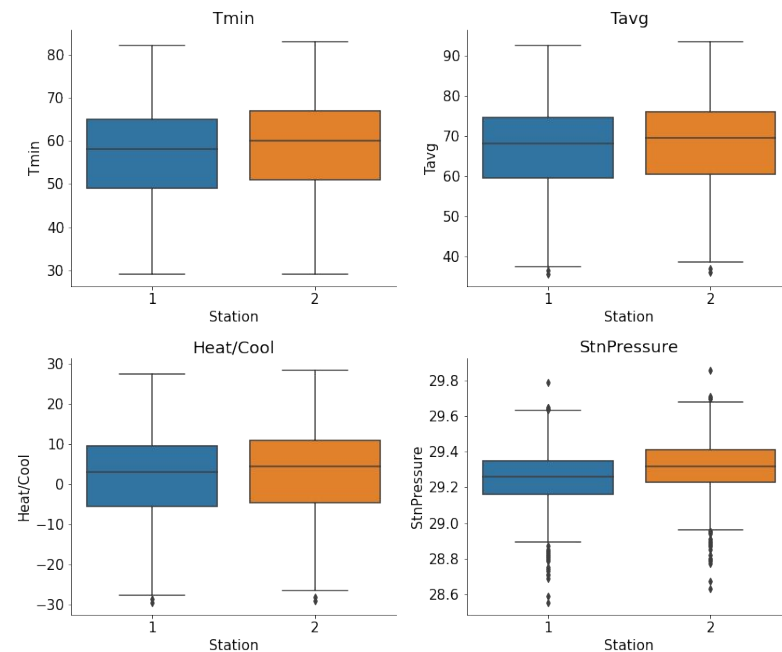 Tmin
80
70
60
50
40
30
Tmin
1
2
Station
Tavg
90
80
70
60
50
40
Tavg
1
2
Station
Heat/Cool
30
20
10
0
−10
−20
−30
Heat/Cool
1
2
Station
StnPressure
29.8
29.6
29.4
29.2
29.0
28.8
28.6
StnPressure
1
2
Station